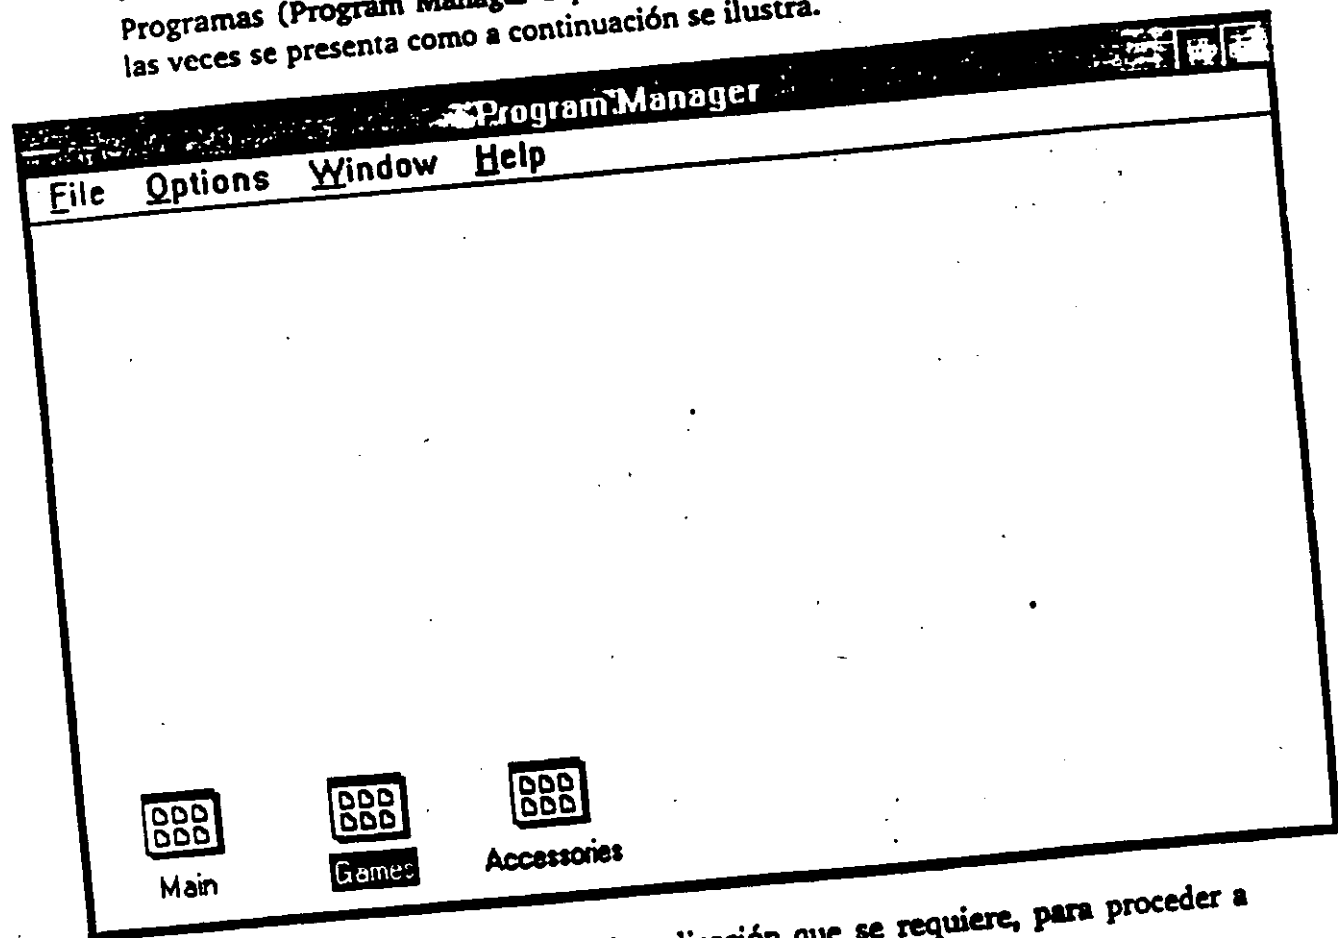 Programas (Program Manager
las veces se presenta como a continuación se ilustra.
Program Manager
File Options Window Help
Main Games Accessories
que se requiere, para proceder a